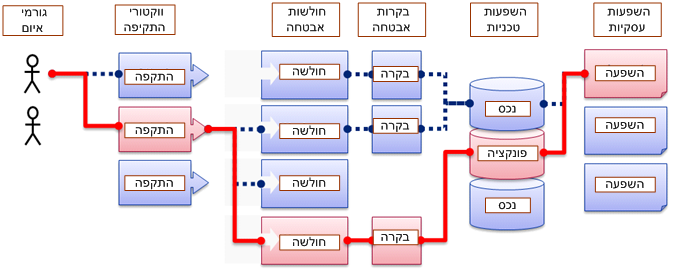 גורמי
איום
ווקטורי
התקיפה
חולשות
אבטחה
בקרות
אבטחה
השפעות
טכניות
השפעות
עסקיות
התקפה
חולשה
בקרה
נכס
השפעה
התקפה
חולשה
בקרה
פונקציה
השפעה
התקפה
חולשה
נכס
השפעה
חולשה
בקרה